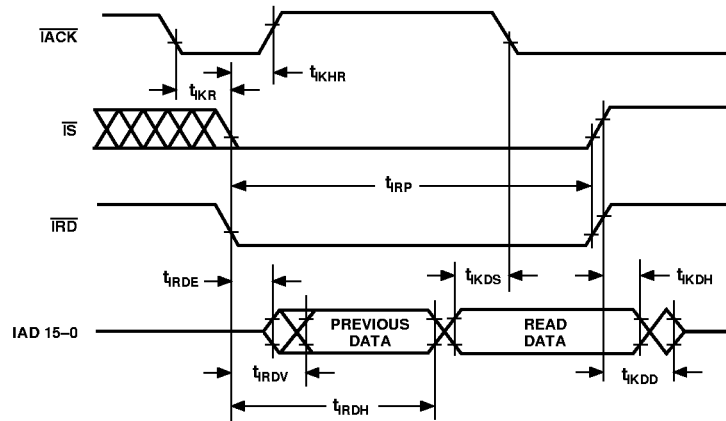 IACK
tIKR
tIKHR
IS
tIRP
IRD
tIRDE
tIKDS
tIKDH
IAD 15–0
PREVIOUS
DATA
READ
DATA
tIRDV
tIKDD
tIRDH